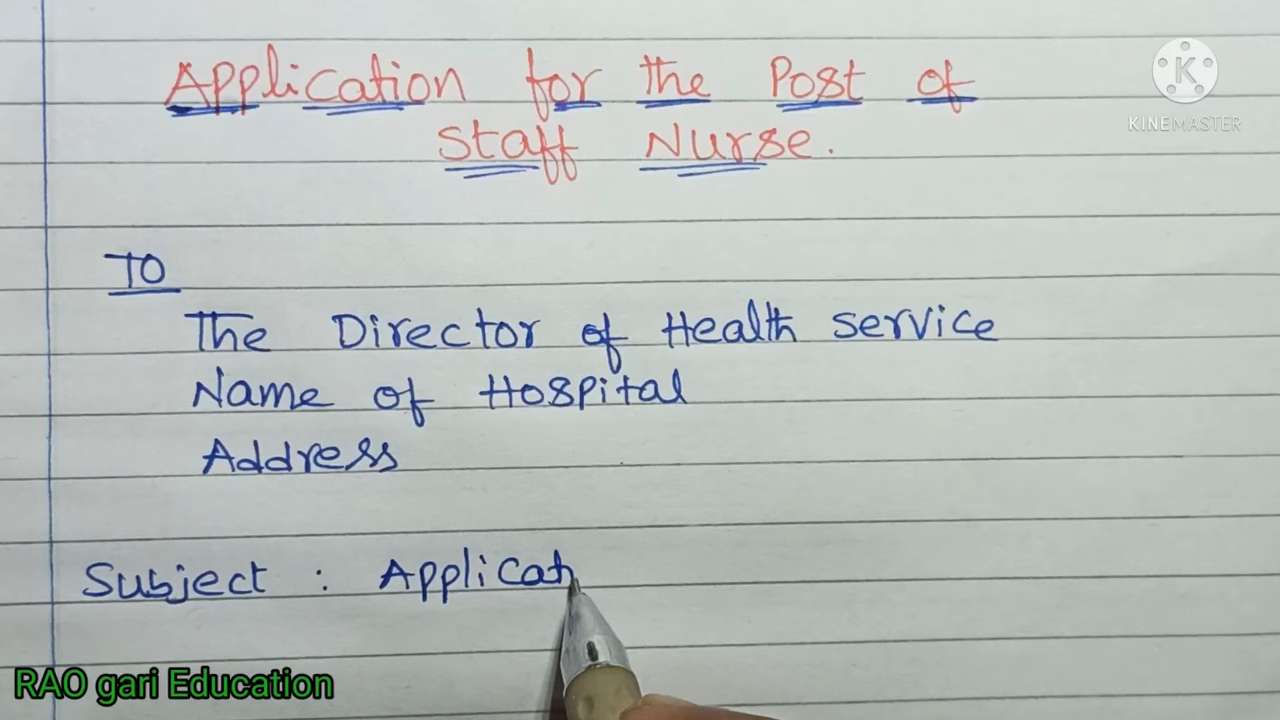 Application for the Post of
Staff Nurse.
KINEMASTER
TO
The Director of Health service
Name of Hospital
Address
Subject : Applicat
RAO gari Education